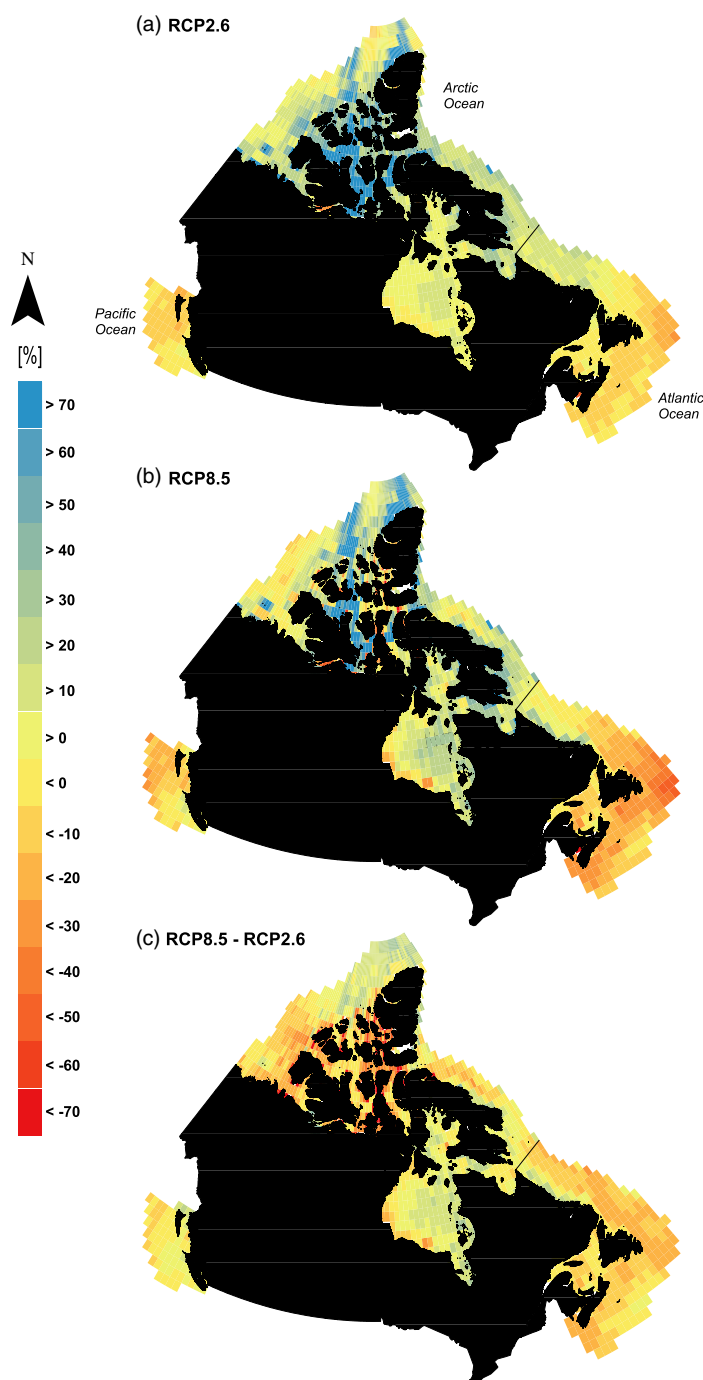 (a) RCP2.6
Arctic
Ocean
N
Pacific
Ocean
[%]
> 70
> 60
> 50
> 40
> 30
> 20
> 10
> 0
< 0
< -10
< -20
< -30
< -40
< -50
< -60
< -70
Atlantic
Ocean
(b) RCP8.5
(c) RCP8.5 - RCP2.6